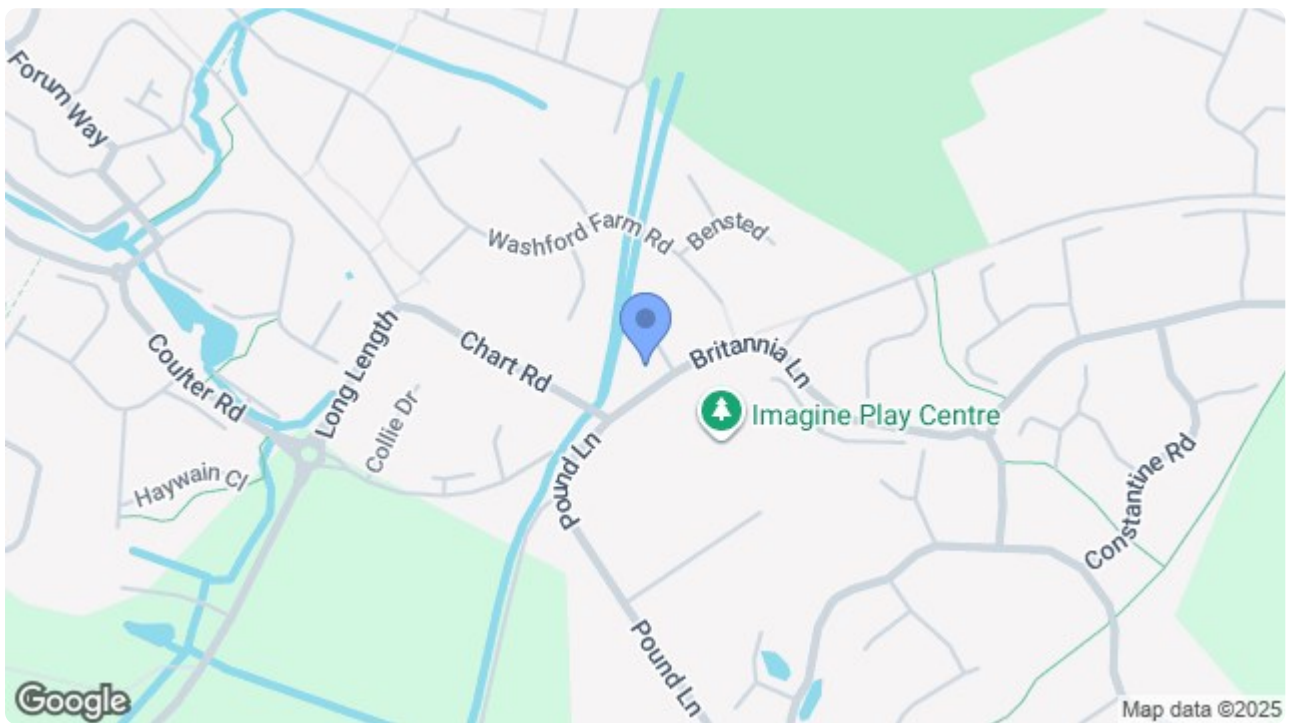 Forum Way
Washford Farm Rd
Bensted
Coulter Rd
Long Length
Chart Rd
Britannia Ln
Collie Dr
Imagine Play Centre
Haywain Cl
Pound Ln
Constantine Rd
Pound Ln
Google
Map data ©2025